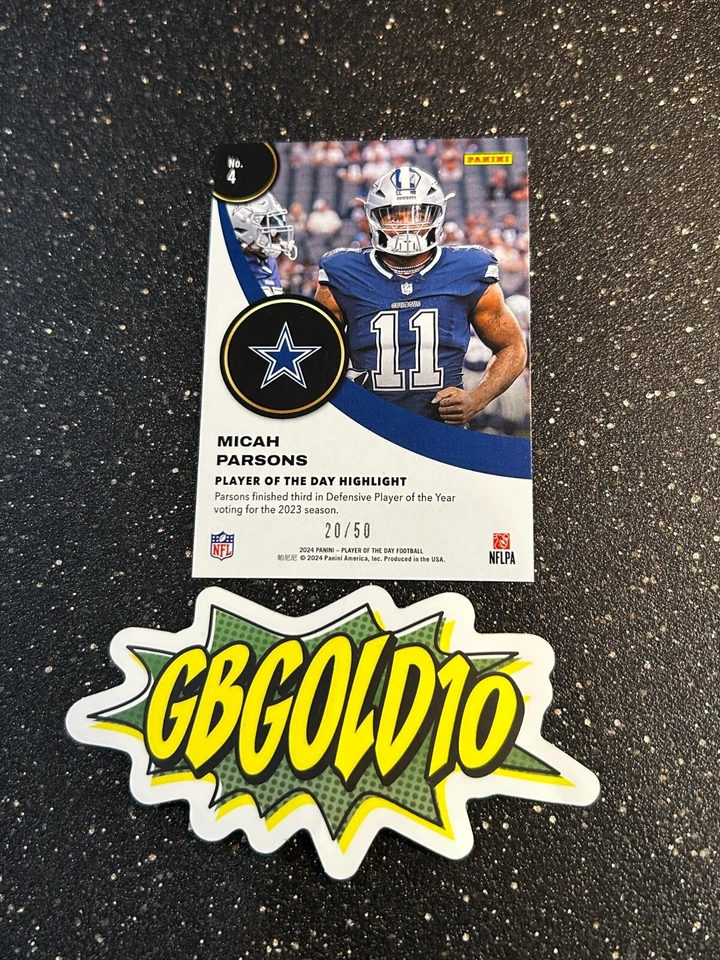 No.
4
PANINI
COWBOYS
COWBOYS
11
MICAH
PARSONS
PLAYER OF THE DAY HIGHLIGHT
Parsons finished third in Defensive Player of the Year
voting for the 2023 season.
20/50
NFL
2024 PANINI – PLAYER OF THE DAY FOOTBALL
帕尼尼 © 2024 Panini America, Inc. Produced in the USA.
NFLPA
GBGOLD10